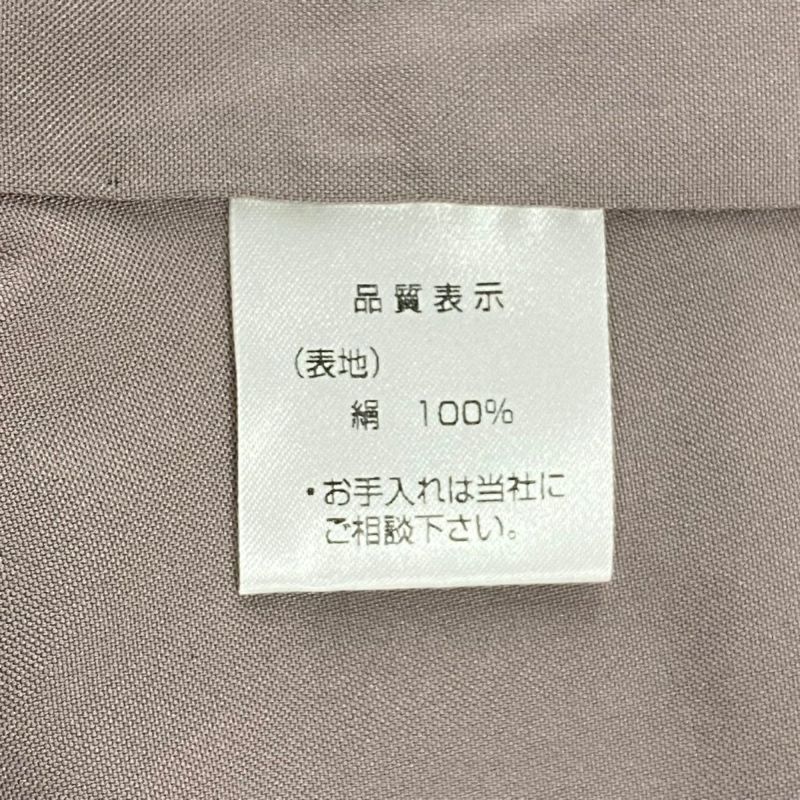 品質表示
（表地）
絹 100%
・お手入れは当社に
ご相談下さい。